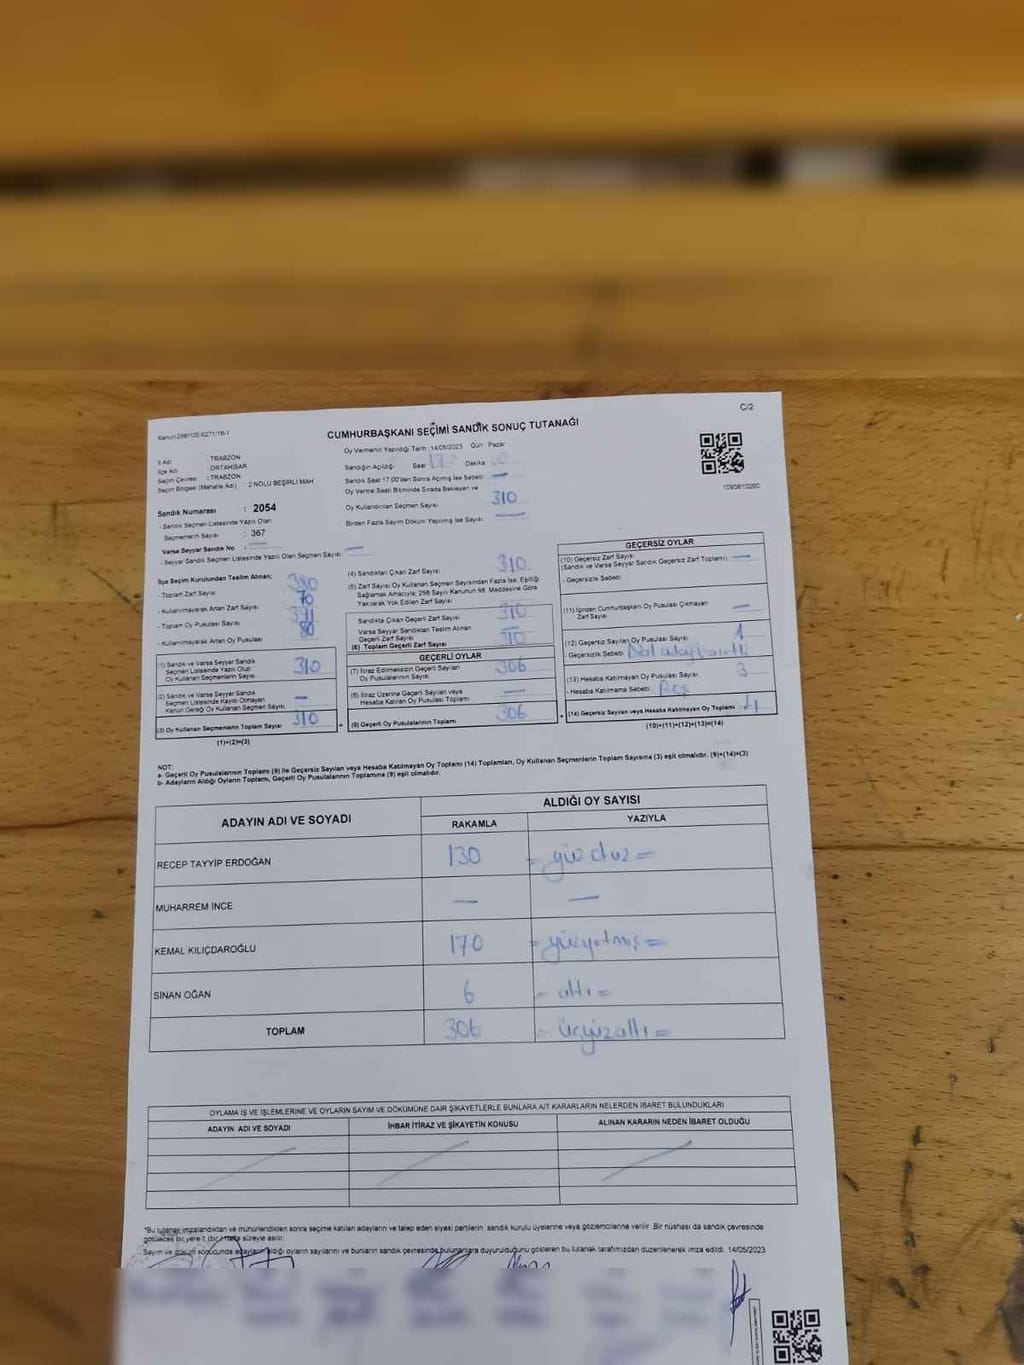 Kanun 298/105 6271/16-1
C/2
CUMHURBAŞKANI SEÇİMİ SANDIK SONUÇ TUTANAĞI
İl Adı : TRABZON
İlçe Adı : ORTAHİSAR
Seçim Çevresi : TRABZON
Seçim Bölgesi (Mahalle Adı) : 2 NOLU BEŞİRLİ MAH
Sandık Numarası : 2054
- Sandık Seçmen Listesinde Yazılı Olan
Seçmenlerin Sayısı : 367
Varsa Seyyar Sandık No
- Seyyar Sandık Seçmen Listesinde Yazılı Olan Seçmen Sayısı: —
Oy Vermenin Yapıldığı Tarih : 14/05/2023 Gün : Pazar
Sandığın Açıldığı Saat 17 Dakika
Sandık Saat 17:00'den Sonra Açılmış İse Sebebi —
Oy Verme Saati Bitiminde Sırada Bekleyen ve
Oy Kullandırılan Seçmen Sayısı 310
Birden Fazla Sayım Döküm Yapılmış İse Sayısı: —
1093810260
İlçe Seçim Kurulundan Teslim Alınan;
- Toplam Zarf Sayısı 380
- Kullanılmayarak Artan Zarf Sayısı 70
- Toplam Oy Pusulası Sayısı
- Kullanılmayarak Artan Oy Pusulası 80
(1) Sandık ve Varsa Seyyar Sandık
Seçmen Listesinde Yazılı Olup
Oy Kullanan Seçmenlerin Sayısı 310
(2) Sandık ve Varsa Seyyar Sandık
Seçmen Listesinde Kayıtlı Olmayan
Kanun Gereği Oy Kullanan Seçmen Sayısı —
(3) Oy Kullanan Seçmenlerin Toplam Sayısı 310
(1)+(2)=(3)
(4) Sandıktan Çıkan Zarf Sayısı 310
(5) Zarf Sayısı Oy Kullanan Seçmen Sayısından Fazla İse, Eşitliği
Sağlamak Amacıyla; 298 Sayılı Kanunun 98. Maddesine Göre
Yakılarak Yok Edilen Zarf Sayısı
Sandıkta Çıkan Geçerli Zarf Sayısı 310
Varsa Seyyar Sandıktan Teslim Alınan
Geçerli Zarf Sayısı —
(6) Toplam Geçerli Zarf Sayısı 310
GEÇERLİ OYLAR
(7) İtiraz Edilmeksizin Geçerli Sayılan
Oy Pusulalarının Sayısı 306
(8) İtiraz Üzerine Geçerli Sayılan veya
Hesaba Katılan Oy Pusulası Toplamı —
(9) Geçerli Oy Pusulalarının Toplamı 306
GEÇERSİZ OYLAR
(10) Geçersiz Zarf Sayısı
(Sandık ve Varsa Seyyar Sandık Geçersiz Zarf Toplamı) —
- Geçersizlik Sebebi
(11) İçinden Cumhurbaşkanı Oy Pusulası Çıkmayan
Zarf Sayısı —
(12) Geçersiz Sayılan Oy Pusulası Sayısı 1
- Geçersizlik Sebebi
(13) Hesaba Katılmayan Oy Pusulası Sayısı 3
- Hesaba Katılmama Sebebi Boş
(14) Geçersiz Sayılan veya Hesaba Katılmayan Oy Toplamı 4
(10)+(11)+(12)+(13)=(14)
NOT:
a- Geçerli Oy Pusulalarının Toplamı (9) ile Geçersiz Sayılan veya Hesaba Katılmayan Oy Toplamı (14) Toplamları, Oy Kullanan Seçmenlerin Toplam Sayısına (3) eşit olmalıdır. (9)+(14)=(3)
b- Adayların Aldığı Oyların Toplamı, Geçerli Oy Pusulalarının Toplamına (9) eşit olmalıdır.
ADAYIN ADI VE SOYADI
ALDIĞI OY SAYISI
RAKAMLA YAZIYLA
RECEP TAYYİP ERDOĞAN 130 = yüzotuz =
MUHARREM İNCE — —
KEMAL KILIÇDAROĞLU 170 = yüzyetmiş =
SİNAN OĞAN 6 = altı =
TOPLAM 306 = üçyüzaltı =
OYLAMA İŞ VE İŞLEMLERİNE VE OYLARIN SAYIM VE DÖKÜMÜNE DAİR ŞİKAYETLERLE BUNLARA AİT KARARLARIN NELERDEN İBARET BULUNDUKLARI
ADAYIN ADI VE SOYADI İHBAR İTİRAZ VE ŞİKAYETİN KONUSU ALINAN KARARIN NEDEN İBARET OLDUĞU
*Bu tutanak imzalandıktan ve mühürlendikten sonra seçime katılan adayların ve talep eden siyasi partilerin sandık kurulu üyelerine veya gözlemcilerine verilir. Bir nüshası da sandık çevresinde
görülecek bir yere 1 (bir) hafta süreyle asılır.
Sayım ve döküm sonucunda adayların aldığı oyların sayılarını ve bunların sandık çevresinde bulunanlara duyurulduğunu gösteren bu tutanak tarafımızdan düzenlenerek imza edildi. 14/05/2023